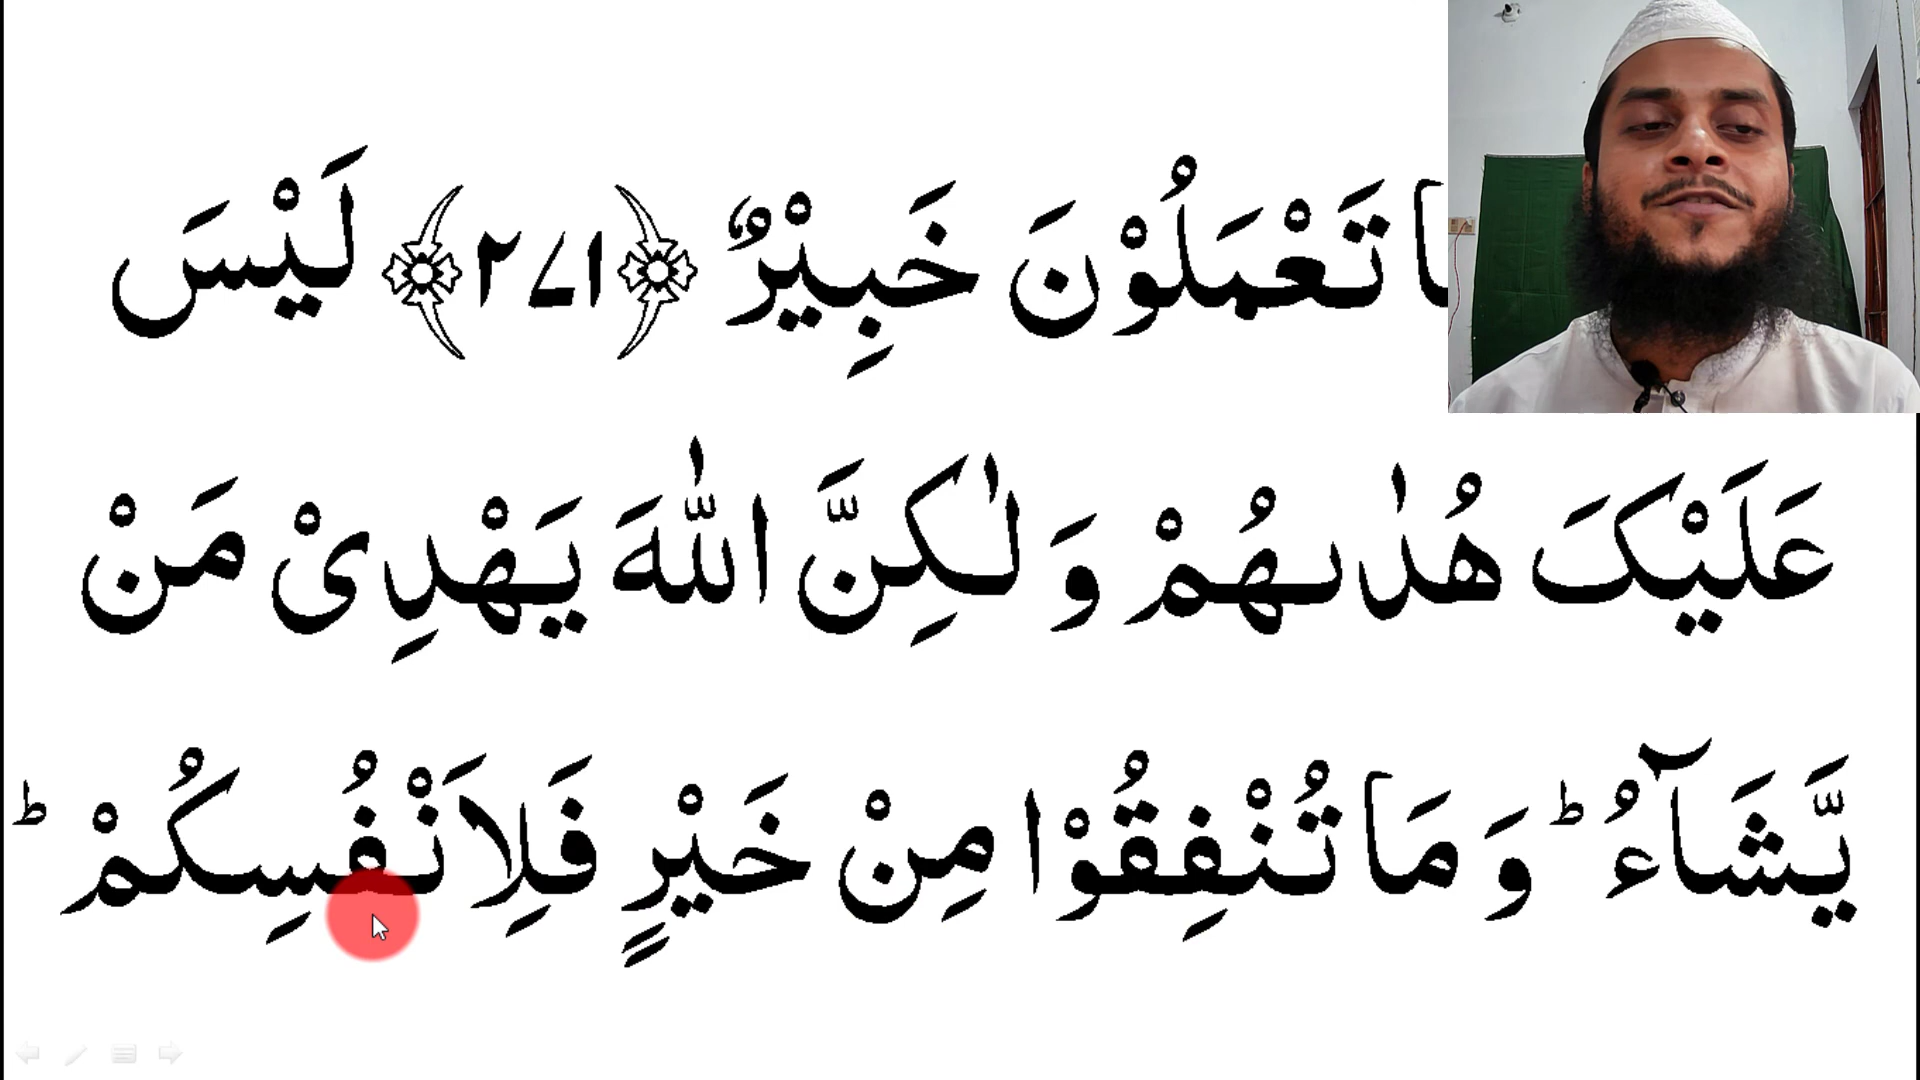 تَعْمَلُوْنَ خَبِيْرٌ ﴿۲۷۱﴾ لَيْسَ
عَلَيْكَ هُدٰىهُمْ وَ لٰكِنَّ اللّٰهَ يَهْدِىْ مَنْ
يَّشَآءُ ؕ وَ مَا تُنْفِقُوْا مِنْ خَيْرٍ فَلِاَنْفُسِكُمْ ؕ